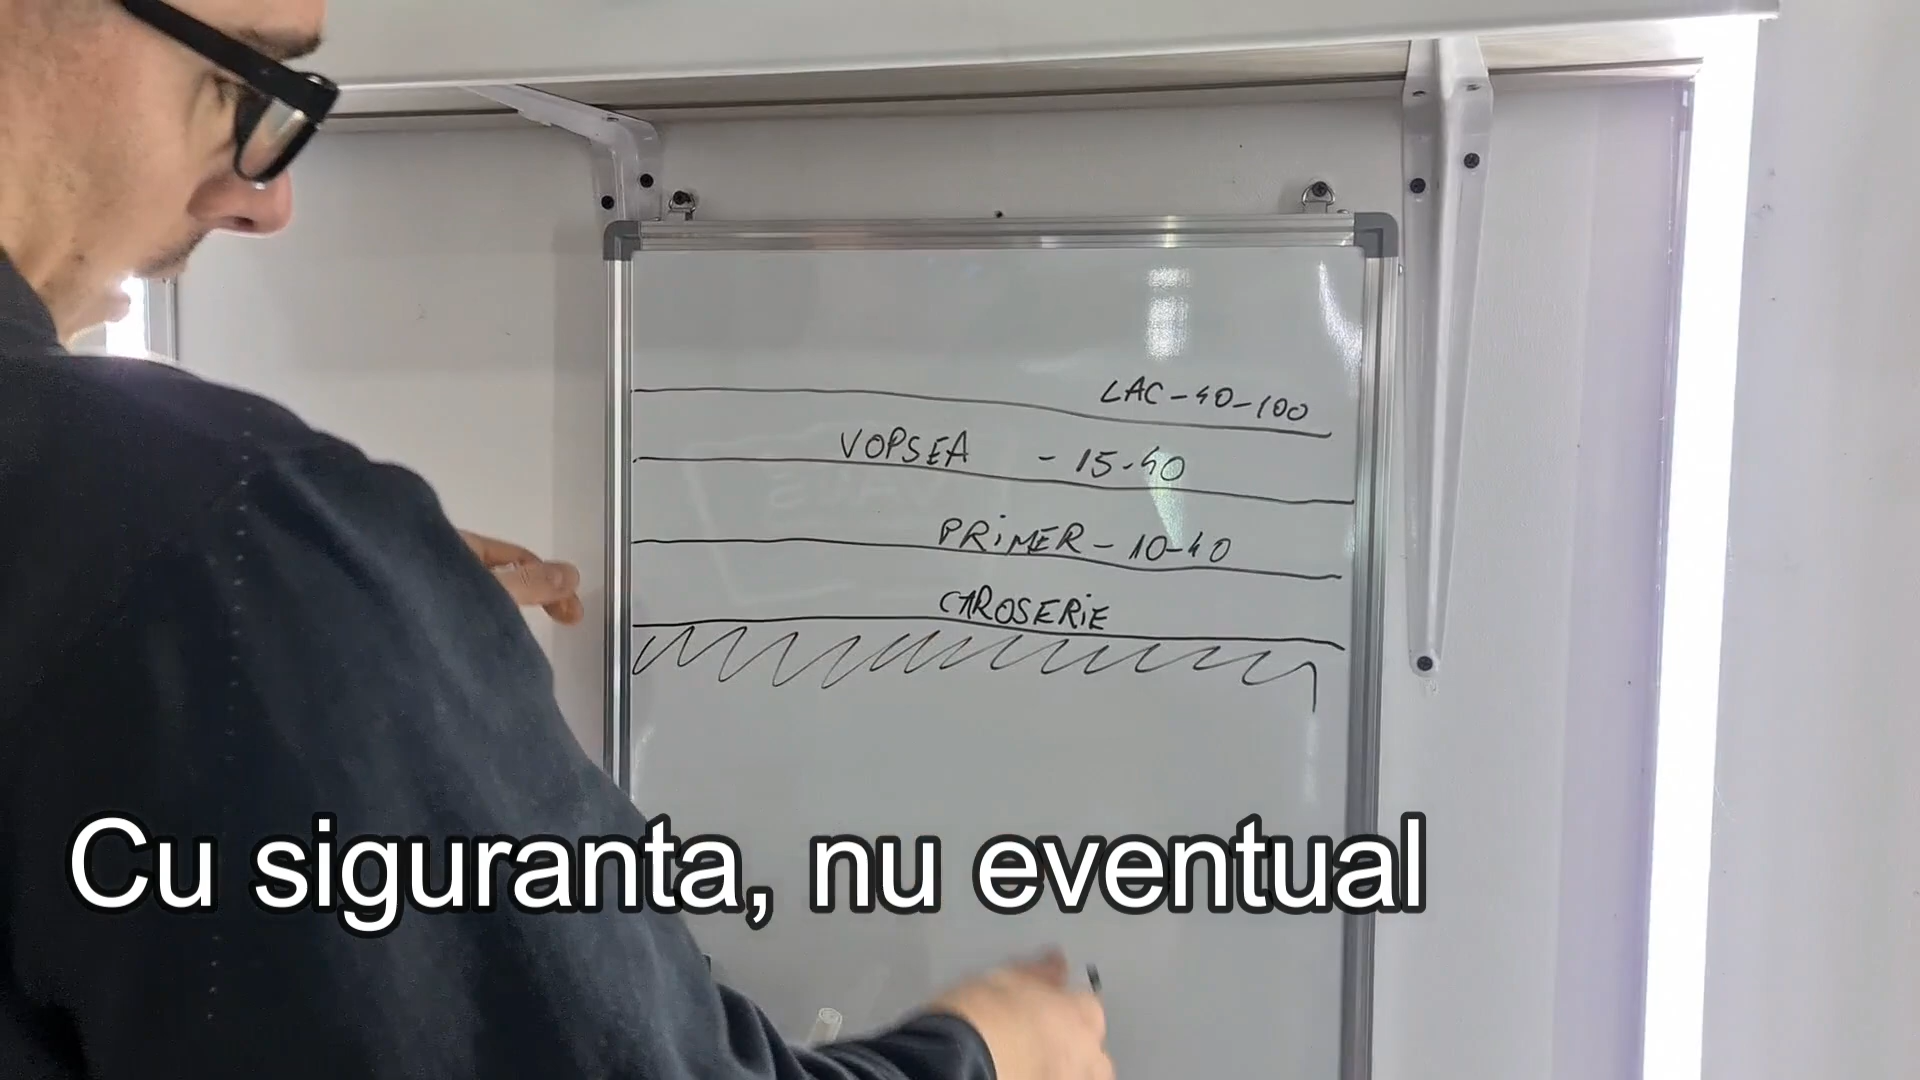 LAC - 40-100
VOPSEA - 15-40
PRiMER - 10-40
CAROSERiE
Cu siguranta, nu eventual